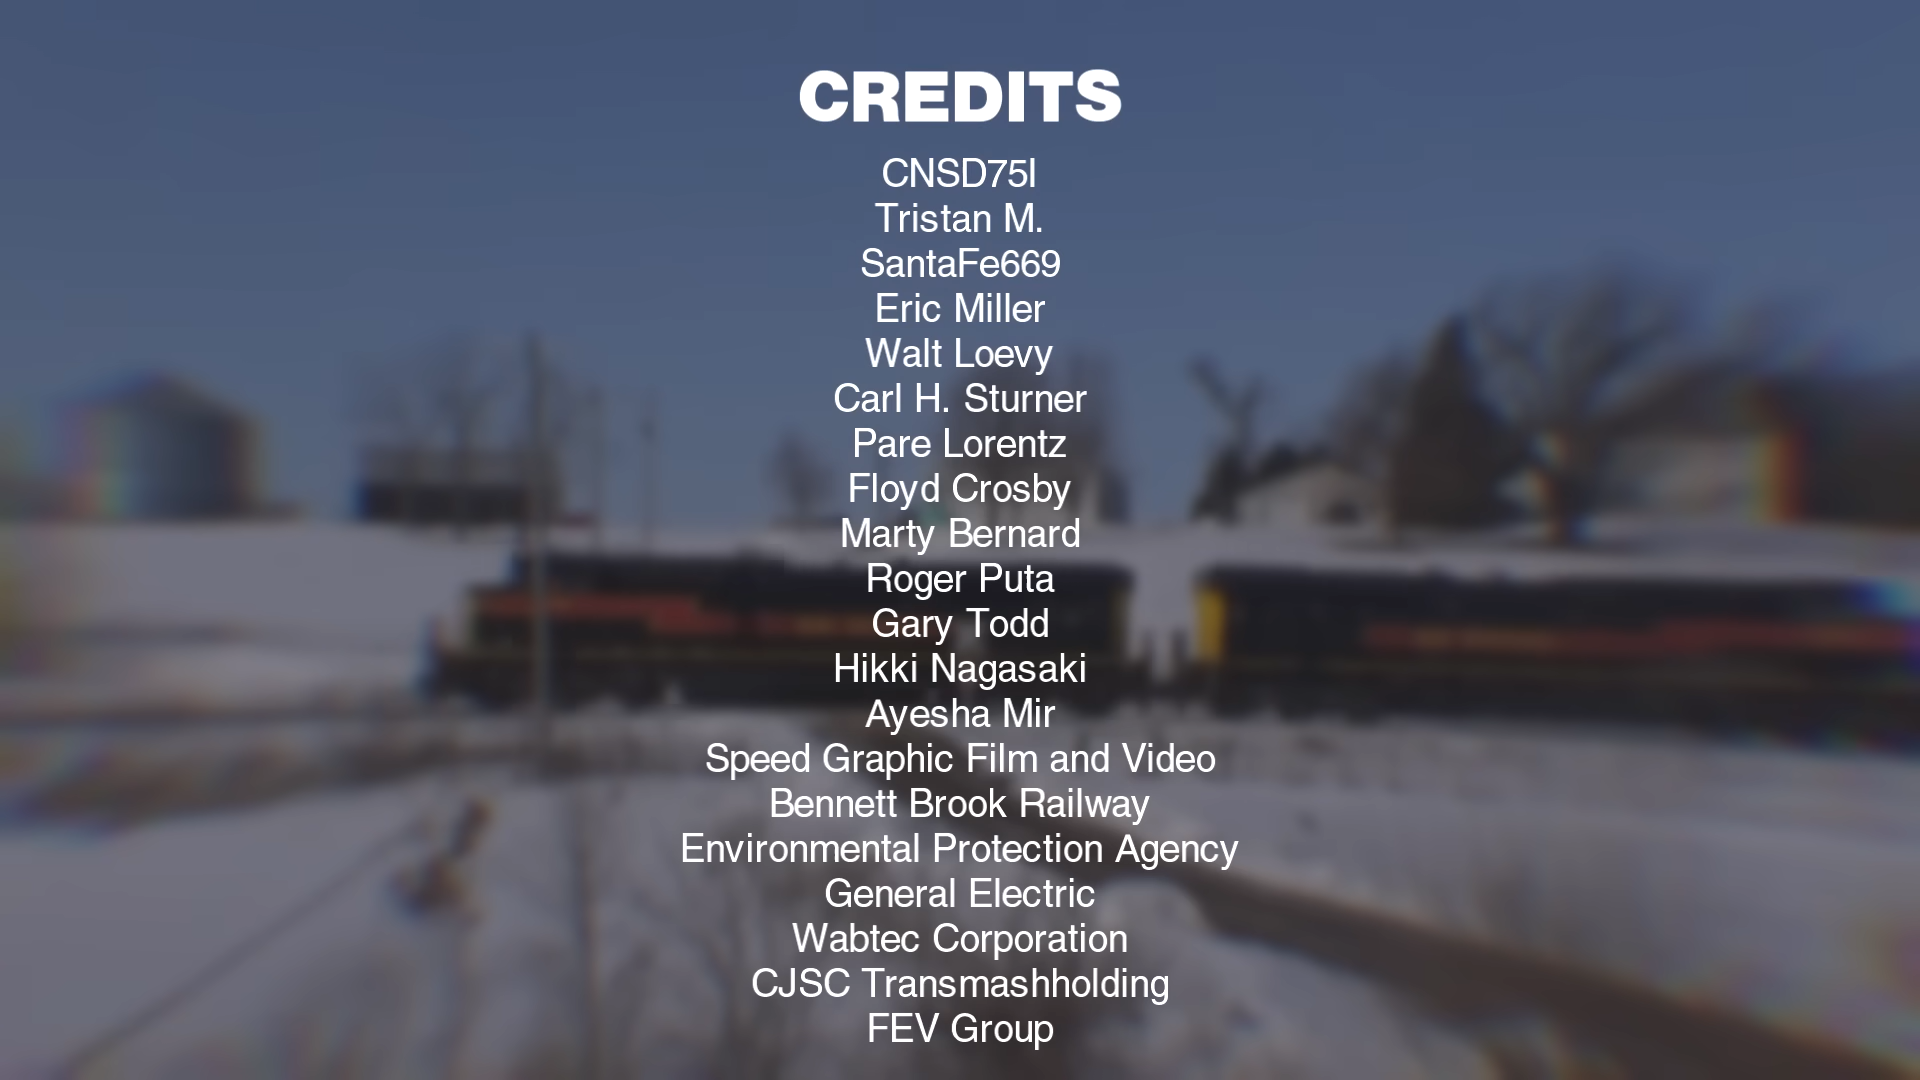 CREDITS
CNSD75I
Tristan M.
SantaFe669
Eric Miller
Walt Loevy
Carl H. Sturner
Pare Lorentz
Floyd Crosby
Marty Bernard
Roger Puta
Gary Todd
Hikki Nagasaki
Ayesha Mir
Speed Graphic Film and Video
Bennett Brook Railway
Environmental Protection Agency
General Electric
Wabtec Corporation
CJSC Transmashholding
FEV Group